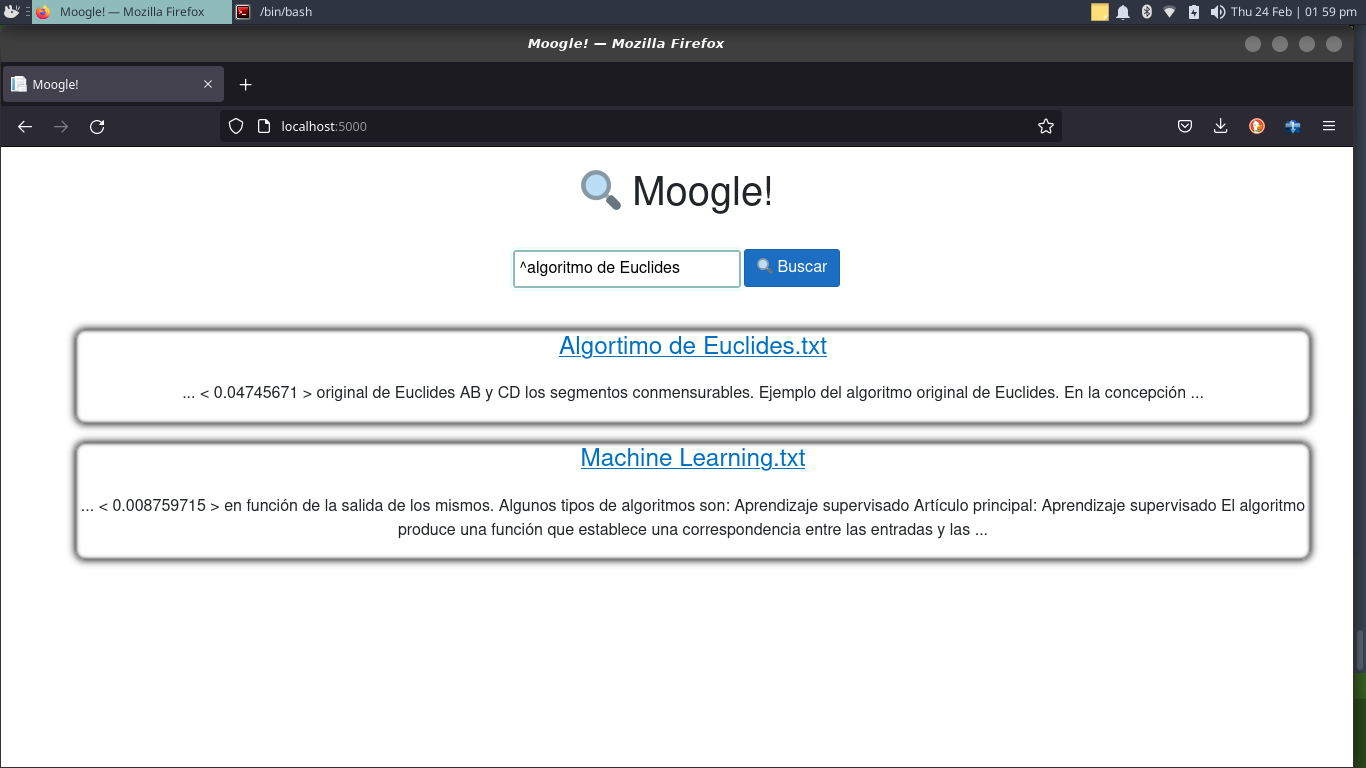 Moogle! — Mozilla Firefox /bin/bash Thu 24 Feb | 01 59 pm
Moogle! — Mozilla Firefox
Moogle!
localhost:5000
Moogle!
^algoritmo de Euclides Buscar
Algortimo de Euclides.txt
... < 0.04745671 > original de Euclides AB y CD los segmentos conmensurables. Ejemplo del algoritmo original de Euclides. En la concepción ...
Machine Learning.txt
... < 0.008759715 > en función de la salida de los mismos. Algunos tipos de algoritmos son: Aprendizaje supervisado Artículo principal: Aprendizaje supervisado El algoritmo
produce una función que establece una correspondencia entre las entradas y las ...